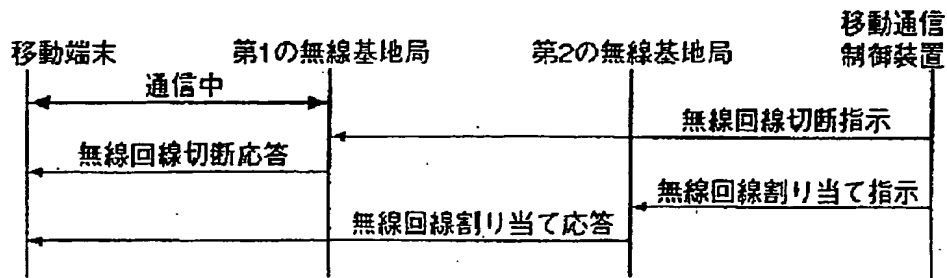 移動端末
第1の無線基地局
第2の無線基地局
移動通信
制御装置
通信中
無線回線切断指示
無線回線切断応答
無線回線割り当て指示
無線回線割り当て応答